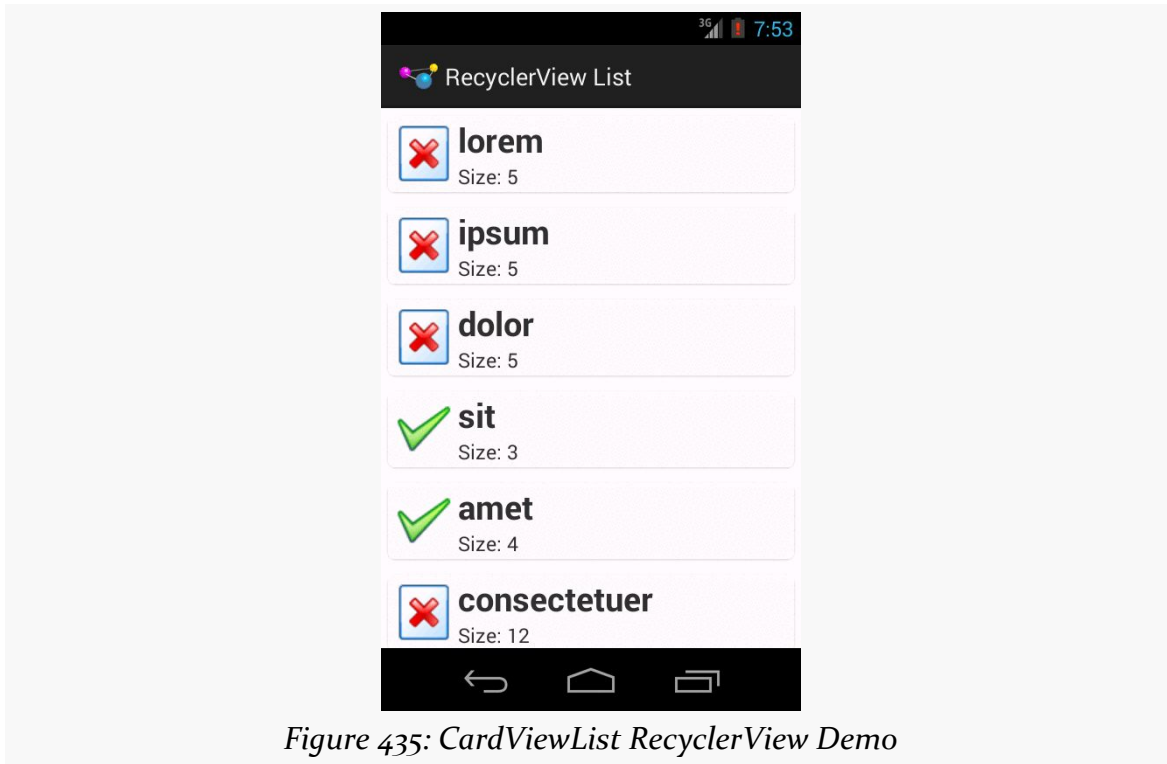 3G 7:53
RecyclerView List
lorem
Size: 5
ipsum
Size: 5
dolor
Size: 5
sit
Size: 3
amet
Size: 4
consectetuer
Size: 12
Figure 435: CardViewList RecyclerView Demo